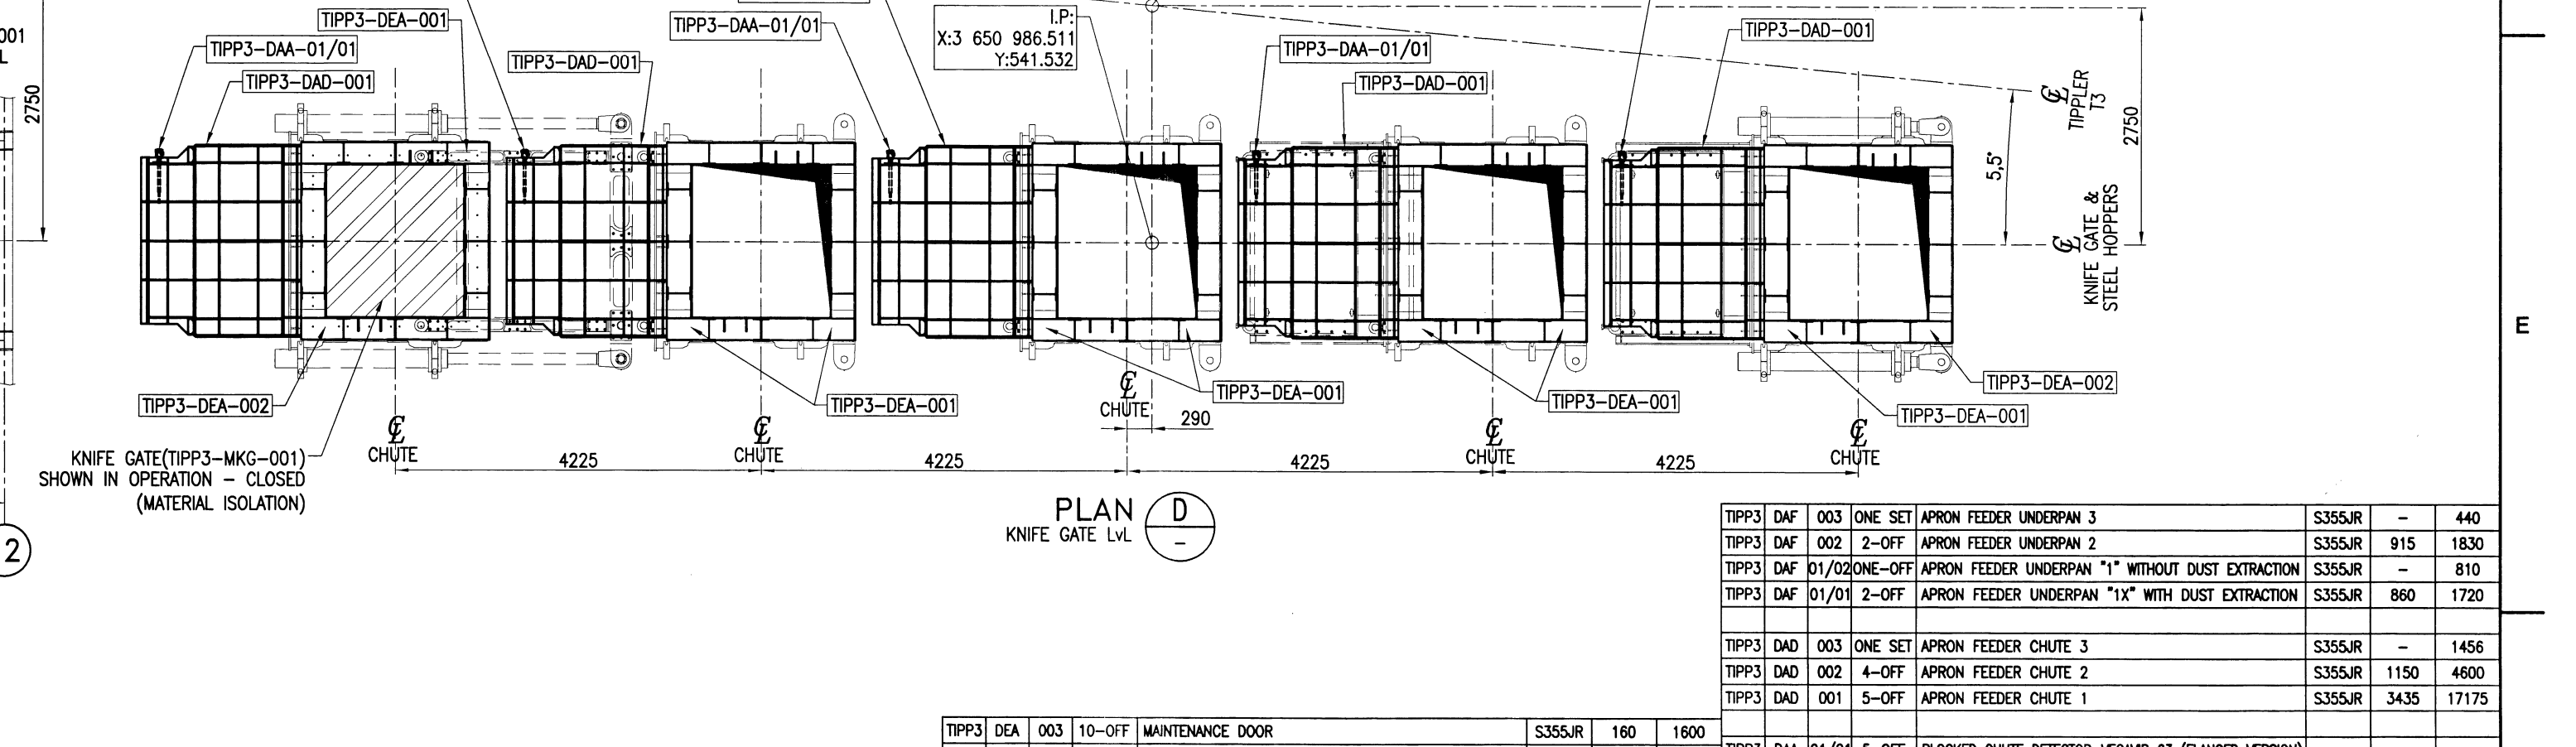 TIPP3-DEA-001
TIPP3-DAA-01/01
TIPP3-DAD-001
2750
001
L
TIPP3-DAD-001
TIPP3-DAA-01/01
I.P:
X:3 650 986.511
Y:541.532
TIPP3-DAA-01/01
TIPP3-DAD-001
TIPP3-DAD-001
℄
TIPPLER
T3
2750
5,5°
℄
KNIFE GATE &
STEEL HOPPERS
E
TIPP3-DEA-002
TIPP3-DEA-001
TIPP3-DEA-001
TIPP3-DEA-001
TIPP3-DEA-002
TIPP3-DEA-001
KNIFE GATE(TIPP3-MKG-001)
SHOWN IN OPERATION - CLOSED
(MATERIAL ISOLATION)
℄
CHUTE
℄
CHUTE
℄
CHUTE
290
℄
CHUTE
℄
CHUTE
4225
4225
4225
4225
PLAN D
KNIFE GATE LvL -
2
TIPP3 DAF 003 ONE SET APRON FEEDER UNDERPAN 3 S355JR - 440
TIPP3 DAF 002 2-OFF APRON FEEDER UNDERPAN 2 S355JR 915 1830
TIPP3 DAF 01/02 ONE-OFF APRON FEEDER UNDERPAN "1" WITHOUT DUST EXTRACTION S355JR - 810
TIPP3 DAF 01/01 2-OFF APRON FEEDER UNDERPAN "1X" WITH DUST EXTRACTION S355JR 860 1720
TIPP3 DAD 003 ONE SET APRON FEEDER CHUTE 3 S355JR - 1456
TIPP3 DAD 002 4-OFF APRON FEEDER CHUTE 2 S355JR 1150 4600
TIPP3 DAD 001 5-OFF APRON FEEDER CHUTE 1 S355JR 3435 17175
TIPP3 DEA 003 10-OFF MAINTENANCE DOOR S355JR 160 1600